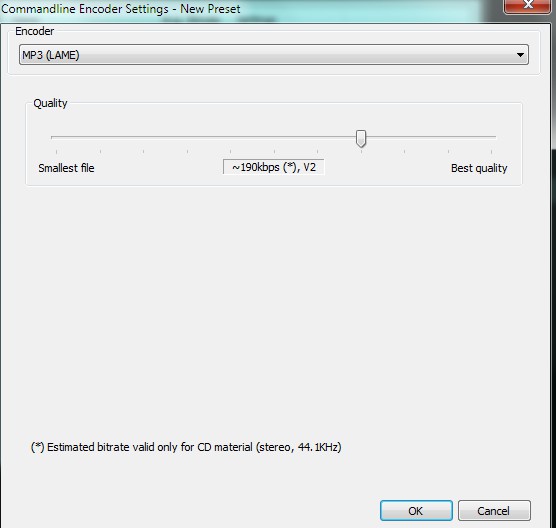 Commandline Encoder Settings - New Preset
Encoder
MP3 (LAME)
Quality
Smallest file
~190kbps (*), V2
Best quality
(*) Estimated bitrate valid only for CD material (stereo, 44.1KHz)
OK
Cancel